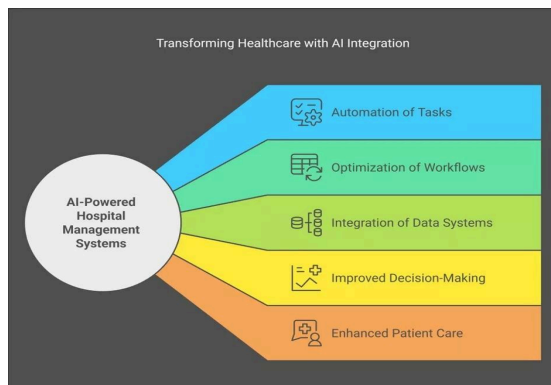 Transforming Healthcare with AI Integration
Automation of Tasks
Optimization of Workflows
AI-Powered
Hospital
Management
Systems
Integration of Data Systems
Improved Decision-Making
Enhanced Patient Care